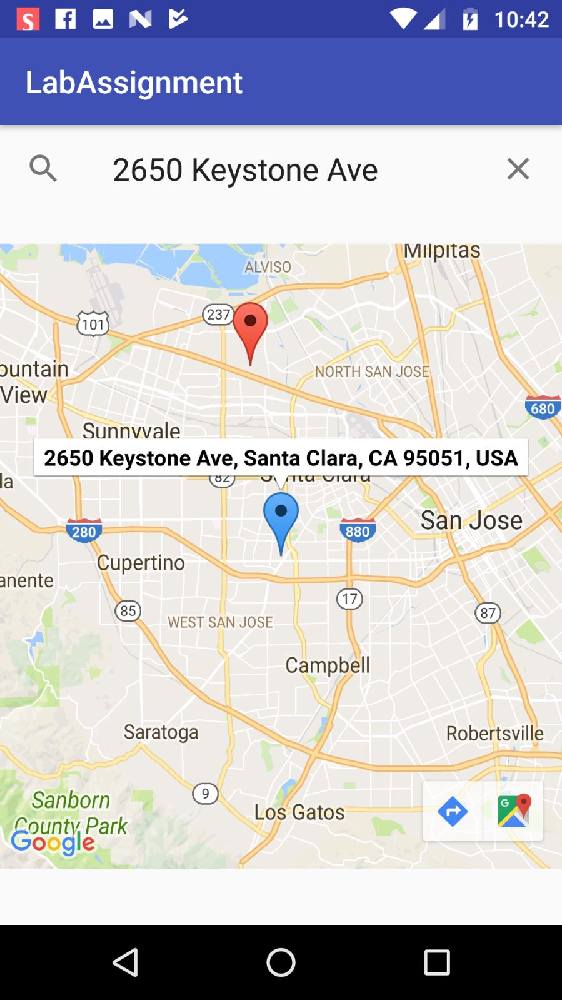 10:42
LabAssignment
2650 Keystone Ave
Milpitas
ALVISO
237
101
ountain
View
NORTH SAN JOSE
680
Sunnyvale
2650 Keystone Ave, Santa Clara, CA 95051, USA
la
82
Santa Clara
280
880
San Jose
Cupertino
anente
17
85
87
WEST SAN JOSE
Campbell
Saratoga
Robertsville
9
Sanborn
County Park
Los Gatos
G
Google